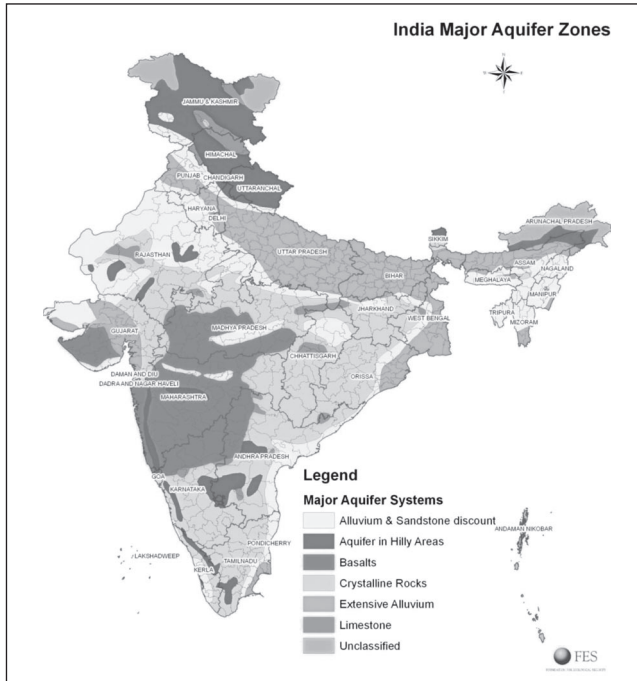 India Major Aquifer Zones
N
JAMMU & KASHMIR
HIMACHAL
PUNJAB
CHANDIGARH
UTTARANCHAL
HARYANA
DELHI
ARUNACHAL PRADESH
SIKKIM
RAJASTHAN
UTTAR PRADESH
ASSAM
NAGALAND
BIHAR
MEGHALAYA
MANIPUR
JHARKHAND
TRIPURA
WEST BENGAL
MIZORAM
GUJARAT
MADHYA PRADESH
CHHATTISGARH
DAMAN AND DIU
ORISSA
DADRA AND NAGAR HAVELI
MAHARASHTRA
ANDHRA PRADESH
GOA
KARNATAKA
ANDAMAN NIKOBAR
PONDICHERRY
LAKSHADWEEP
TAMILNADU
KERLA
Legend
Major Aquifer Systems
Alluvium & Sandstone discount
Aquifer in Hilly Areas
Basalts
Crystalline Rocks
Extensive Alluvium
Limestone
Unclassified
FES